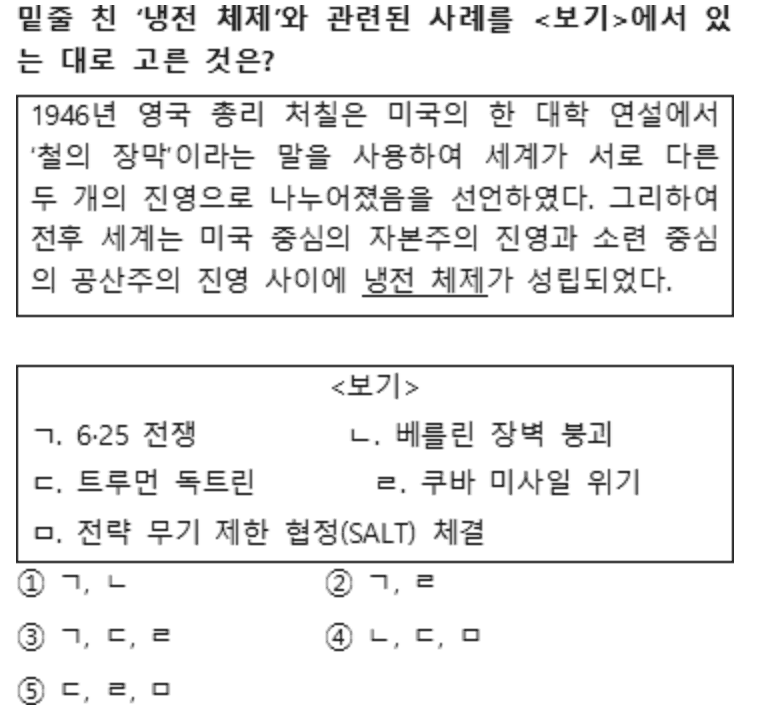 밑줄 친 '냉전 체제'와 관련된 사례를 <보기>에서 있
는 대로 고른 것은?
1946년 영국 총리 처칠은 미국의 한 대학 연설에서
'철의 장막'이라는 말을 사용하여 세계가 서로 다른
두 개의 진영으로 나누어졌음을 선언하였다. 그리하여
전후 세계는 미국 중심의 자본주의 진영과 소련 중심
의 공산주의 진영 사이에 냉전 체제가 성립되었다.
<보기>
ㄱ. 6·25 전쟁 ㄴ. 베를린 장벽 붕괴
ㄷ. 트루먼 독트린 ㄹ. 쿠바 미사일 위기
ㅁ. 전략 무기 제한 협정(SALT) 체결
① ㄱ, ㄴ ② ㄱ, ㄹ
③ ㄱ, ㄷ, ㄹ ④ ㄴ, ㄷ, ㅁ
⑤ ㄷ, ㄹ, ㅁ